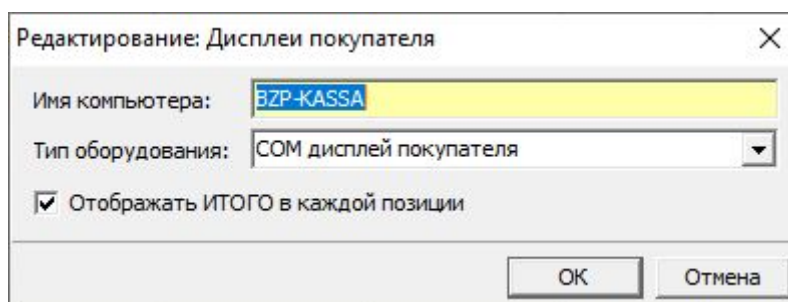 Редактирование: Дисплеи покупателя
Имя компьютера: BZP-KASSA
Тип оборудования: COM дисплей покупателя
Отображать ИТОГО в каждой позиции
OK Отмена